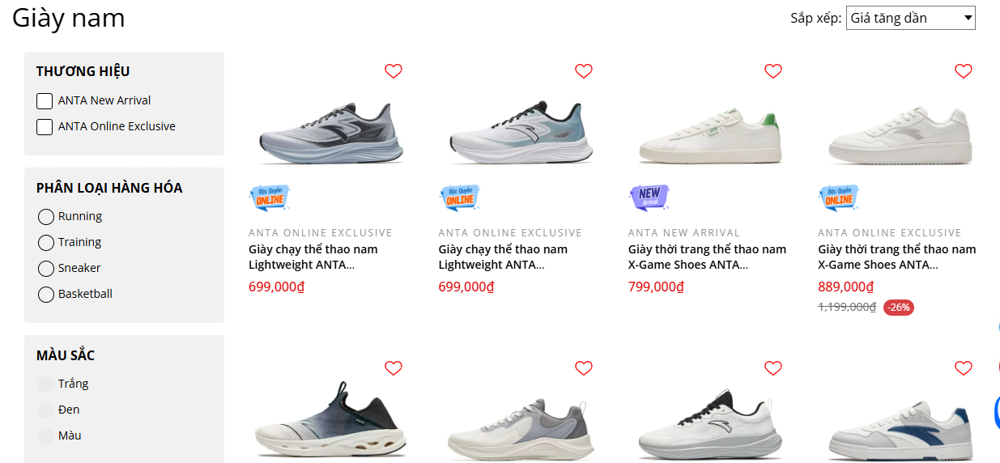 Giày nam
Sắp xếp: Giá tăng dần
THƯƠNG HIỆU
ANTA New Arrival
ANTA Online Exclusive
PHÂN LOẠI HÀNG HÓA
Running
Training
Sneaker
Basketball
MÀU SẮC
Trắng
Đen
Màu
Độc Quyền
ONLINE
ANTA ONLINE EXCLUSIVE
Giày chạy thể thao nam
Lightweight ANTA...
699,000₫
Độc Quyền
ONLINE
ANTA ONLINE EXCLUSIVE
Giày chạy thể thao nam
Lightweight ANTA...
699,000₫
NEW
Arrival
ANTA NEW ARRIVAL
Giày thời trang thể thao nam
X-Game Shoes ANTA...
799,000₫
Độc Quyền
ONLINE
ANTA ONLINE EXCLUSIVE
Giày thời trang thể thao nam
X-Game Shoes ANTA...
889,000₫
1,199,000₫ -26%